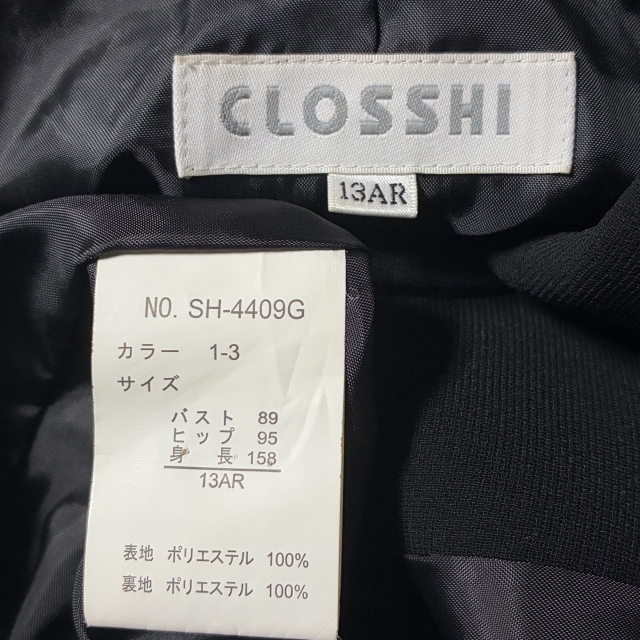 CLOSSHI
13AR
NO. SH-4409G
カラー 1-3
サイズ
バスト 89
ヒップ 95
身 長 158
13AR
表地 ポリエステル 100%
裏地 ポリエステル 100%